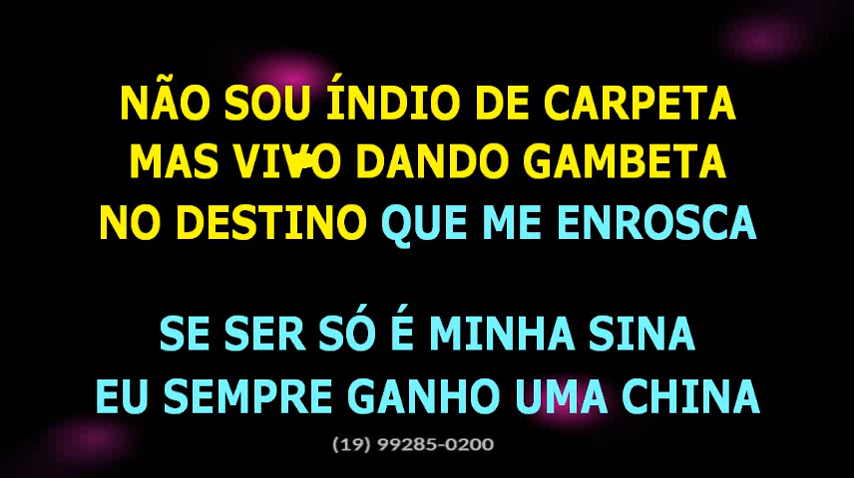 NÃO SOU ÍNDIO DE CARPETA
MAS VIVO DANDO GAMBETA
NO DESTINO QUE ME ENROSCA
SE SER SÓ É MINHA SINA
EU SEMPRE GANHO UMA CHINA
(19) 99285-0200